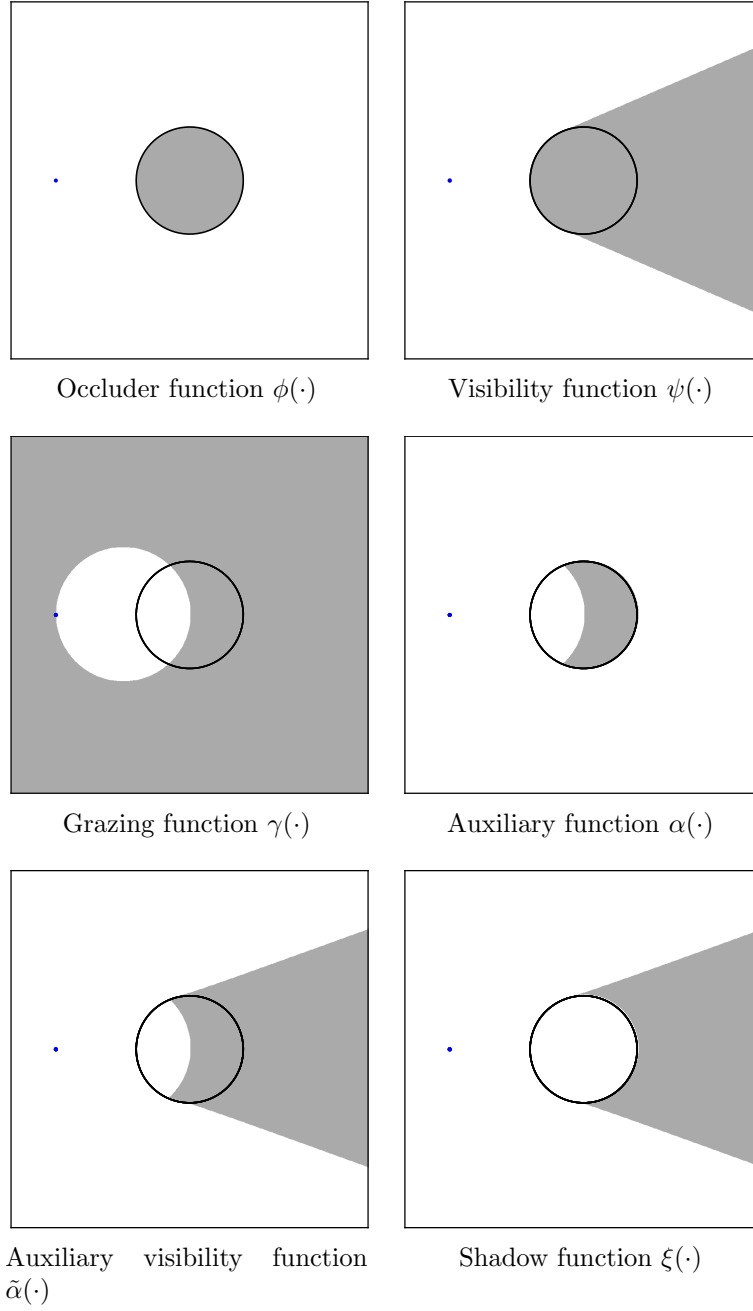 Occluder function ϕ(·)
Visibility function ψ(·)
Grazing function γ(·)
Auxiliary function α(·)
Auxiliary visibility function
α̃(·)
Shadow function ξ(·)